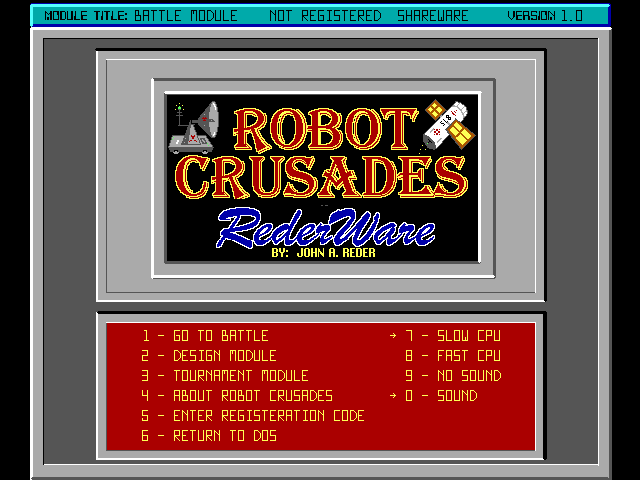 MODULE TITLE: BATTLE MODULE NOT REGISTERED SHAREWARE VERSION 1.0
ROBOT
CRUSADES
RederWare
BY: JOHN A. REDER
1 - GO TO BATTLE
2 - DESIGN MODULE
3 - TOURNAMENT MODULE
4 - ABOUT ROBOT CRUSADES
5 - ENTER REGISTERATION CODE
6 - RETURN TO DOS
→ 7 - SLOW CPU
8 - FAST CPU
9 - NO SOUND
→ 0 - SOUND